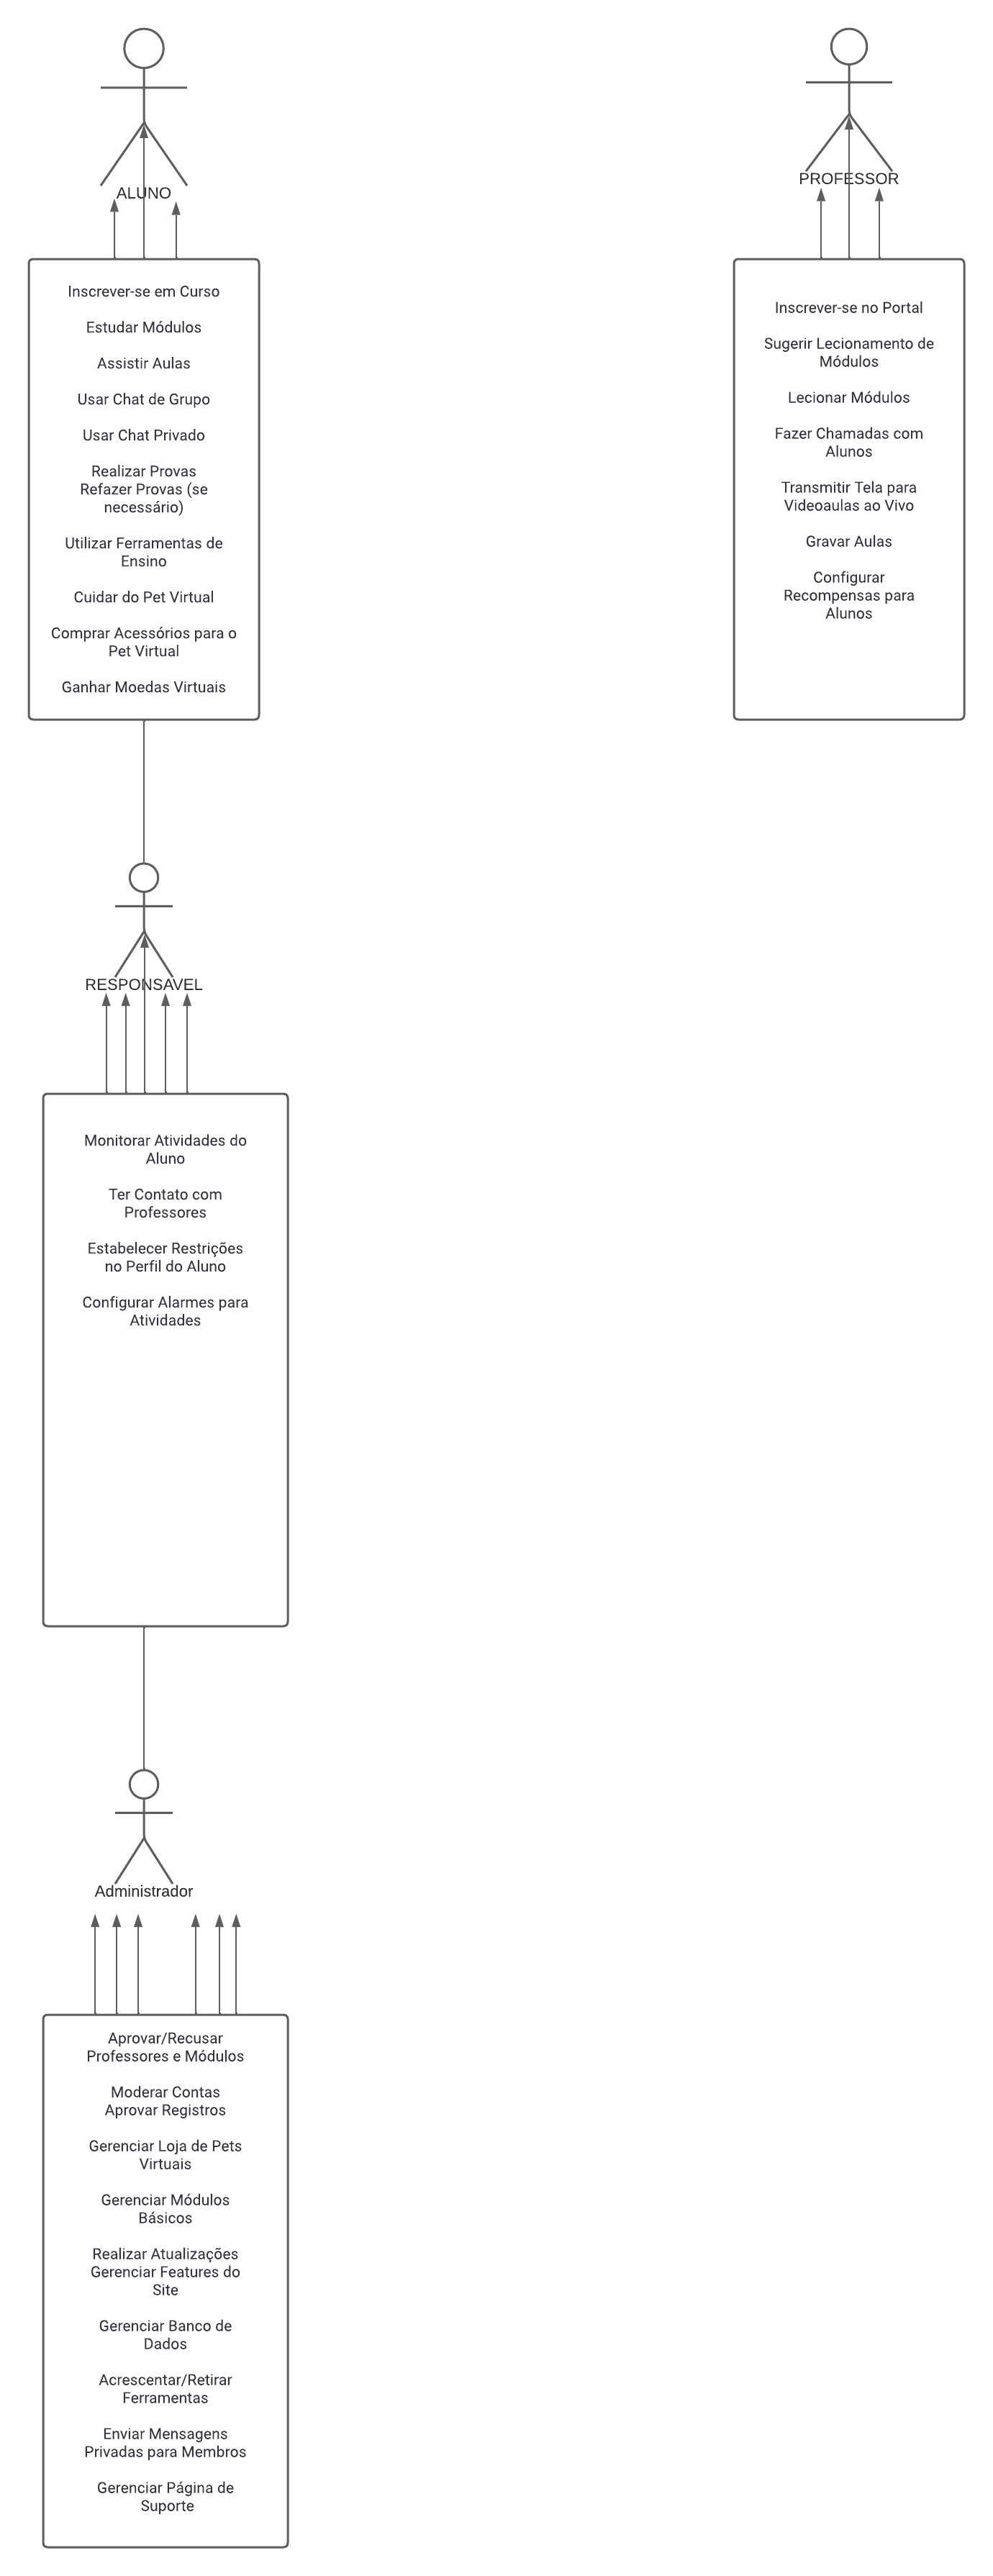 ALUNO
Inscrever-se em Curso
Estudar Módulos
Assistir Aulas
Usar Chat de Grupo
Usar Chat Privado
Realizar Provas
Refazer Provas (se
necessário)
Utilizar Ferramentas de
Ensino
Cuidar do Pet Virtual
Comprar Acessórios para o
Pet Virtual
Ganhar Moedas Virtuais
PROFESSOR
Inscrever-se no Portal
Sugerir Lecionamento de
Módulos
Lecionar Módulos
Fazer Chamadas com
Alunos
Transmitir Tela para
Videoaulas ao Vivo
Gravar Aulas
Configurar
Recompensas para
Alunos
RESPONSAVEL
Monitorar Atividades do
Aluno
Ter Contato com
Professores
Estabelecer Restrições
no Perfil do Aluno
Configurar Alarmes para
Atividades
Administrador
Aprovar/Recusar
Professores e Módulos
Moderar Contas
Aprovar Registros
Gerenciar Loja de Pets
Virtuais
Gerenciar Módulos
Básicos
Realizar Atualizações
Gerenciar Features do
Site
Gerenciar Banco de
Dados
Acrescentar/Retirar
Ferramentas
Enviar Mensagens
Privadas para Membros
Gerenciar Página de
Suporte